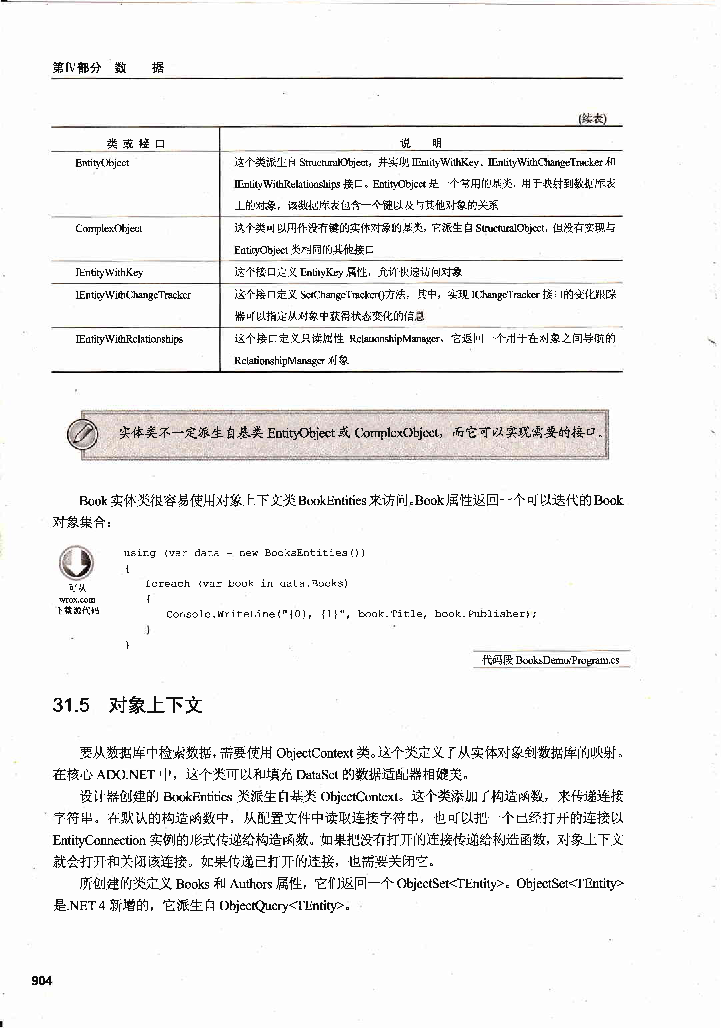 第Ⅳ部分 数 据
(续表)
类 或 接 口 说 明
EntityObject 这个类派生自 StructuralObject，并实现 IEntityWithKey、IEntityWithChangeTracker 和
IEntityWithRelationships 接口。EntityObject 是一个常用的基类，用于映射到数据库表
上的对象，该数据库表包含一个键以及与其他对象的关系
ComplexObject 这个类可以用作没有键的实体对象的基类，它派生自 StructuralObject，但没有实现与
EntityObject 类相同的其他接口
IEntityWithKey 这个接口定义 EntityKey 属性，允许快速访问对象
IEntityWithChangeTracker 这个接口定义 SetChangeTracker()方法，其中，实现 IChangeTracker 接口的变化跟踪
器可以指定从对象中获得状态变化的信息
IEntityWithRelationships 这个接口定义只读属性 RelationshipManager，它返回一个用于在对象之间导航的
RelationshipManager 对象
实体类不一定派生自基类 EntityObject 或 ComplexObject，而它可以实现需要的接口。
Book 实体类很容易使用对象上下文类 BookEntities 来访问。Book 属性返回一个可以迭代的 Book
对象集合：
可从
wrox.com
下载源代码
using (var data = new BooksEntities())
{
foreach (var book in data.Books)
{
Console.WriteLine("{0}, {1}", book.Title, book.Publisher);
}
}
代码段 BooksDemo/Program.cs
31.5 对象上下文
要从数据库中检索数据，需要使用 ObjectContext 类。这个类定义了从实体对象到数据库的映射。
在核心 ADO.NET 中，这个类可以和填充 DataSet 的数据适配器相媲美。
设计器创建的 BookEntities 类派生自基类 ObjectContext。这个类添加了构造函数，来传递连接
字符串。在默认的构造函数中，从配置文件中读取连接字符串，也可以把一个已经打开的连接以
EntityConnection 实例的形式传递给构造函数。如果把没有打开的连接传递给构造函数，对象上下文
就会打开和关闭该连接。如果传递已打开的连接，也需要关闭它。
所创建的类定义 Books 和 Authors 属性，它们返回一个 ObjectSet<TEntity>。ObjectSet<TEntity>
是.NET 4 新增的，它派生自 ObjectQuery<TEntity>。
904